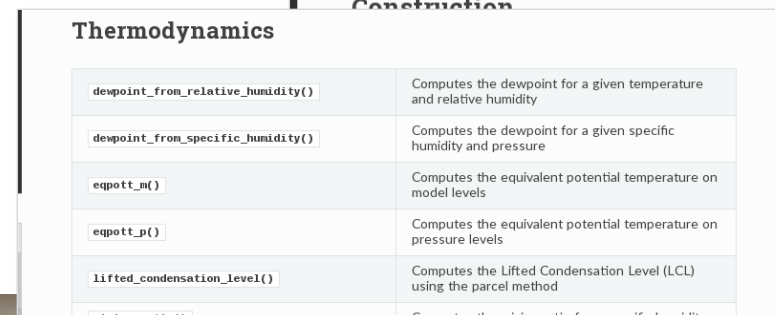 Construction
Thermodynamics
dewpoint_from_relative_humidity()
Computes the dewpoint for a given temperature
and relative humidity
dewpoint_from_specific_humidity()
Computes the dewpoint for a given specific
humidity and pressure
eqpott_m()
Computes the equivalent potential temperature on
model levels
eqpott_p()
Computes the equivalent potential temperature on
pressure levels
lifted_condensation_level()
Computes the Lifted Condensation Level (LCL)
using the parcel method